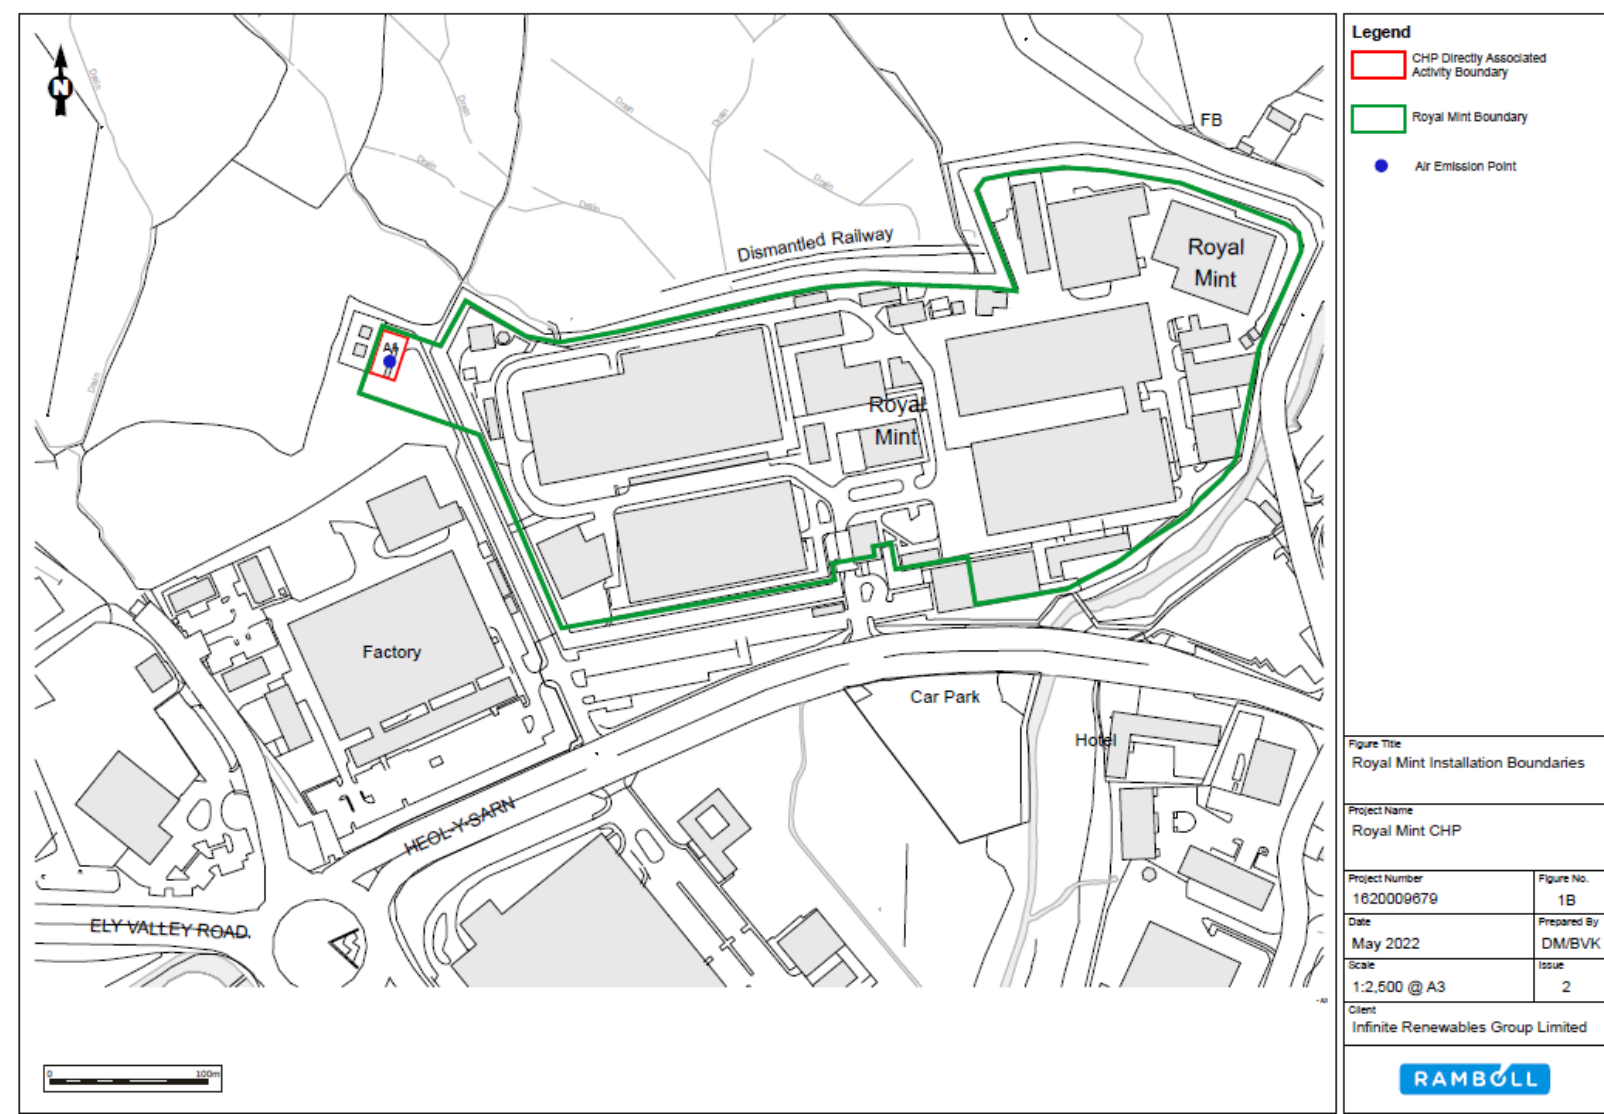 N
Drain
Drain
Drain
Drain
Drain
Drain
Drain
Drain
FB
Dismantled Railway
Royal
Mint
Royal
Mint
Factory
Car Park
Hotel
HEOL-Y-SARN
ELY VALLEY ROAD
0 100m
Legend
CHP Directly Associated
Activity Boundary
Royal Mint Boundary
Air Emission Point
Figure Title
Royal Mint Installation Boundaries
Project Name
Royal Mint CHP
Project Number
1620009679
Figure No.
1B
Date
May 2022
Prepared By
DM/BVK
Scale
1:2,500 @ A3
Issue
2
Client
Infinite Renewables Group Limited
RAMBOLL